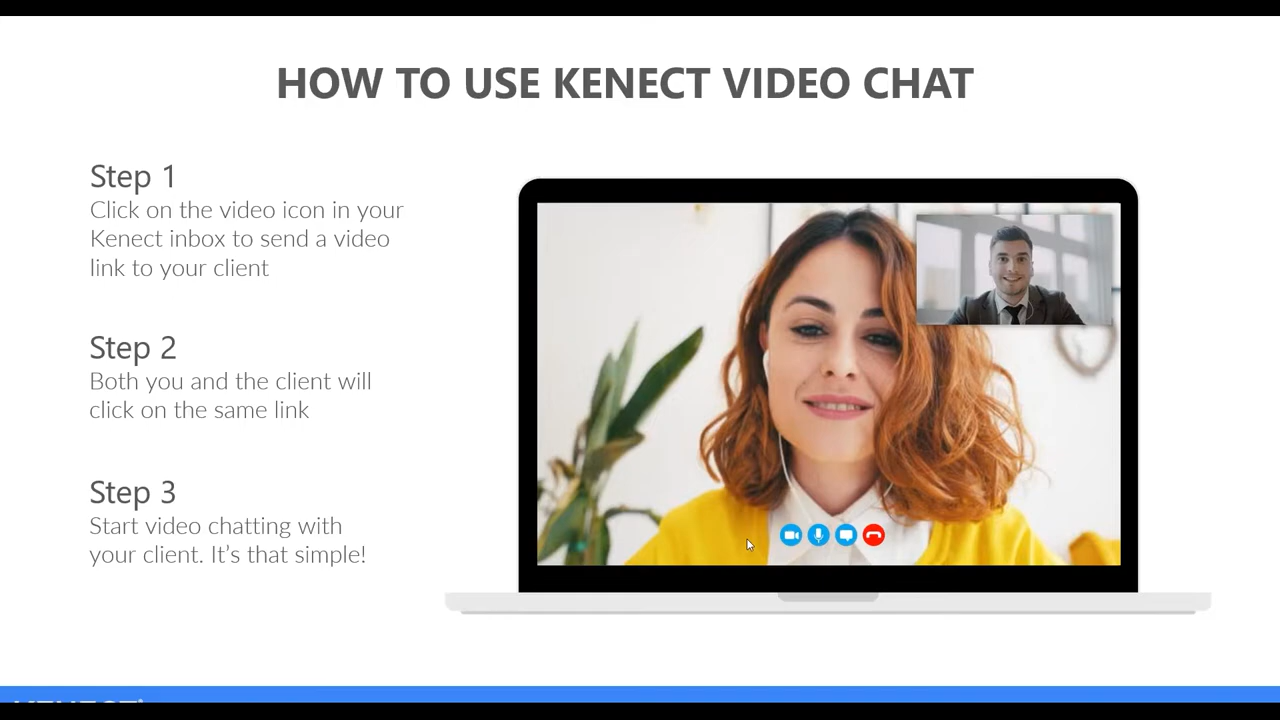 HOW TO USE KENECT VIDEO CHAT
Step 1
Click on the video icon in your
Kenect inbox to send a video
link to your client
Step 2
Both you and the client will
click on the same link
Step 3
Start video chatting with
your client. It's that simple!
KENECT